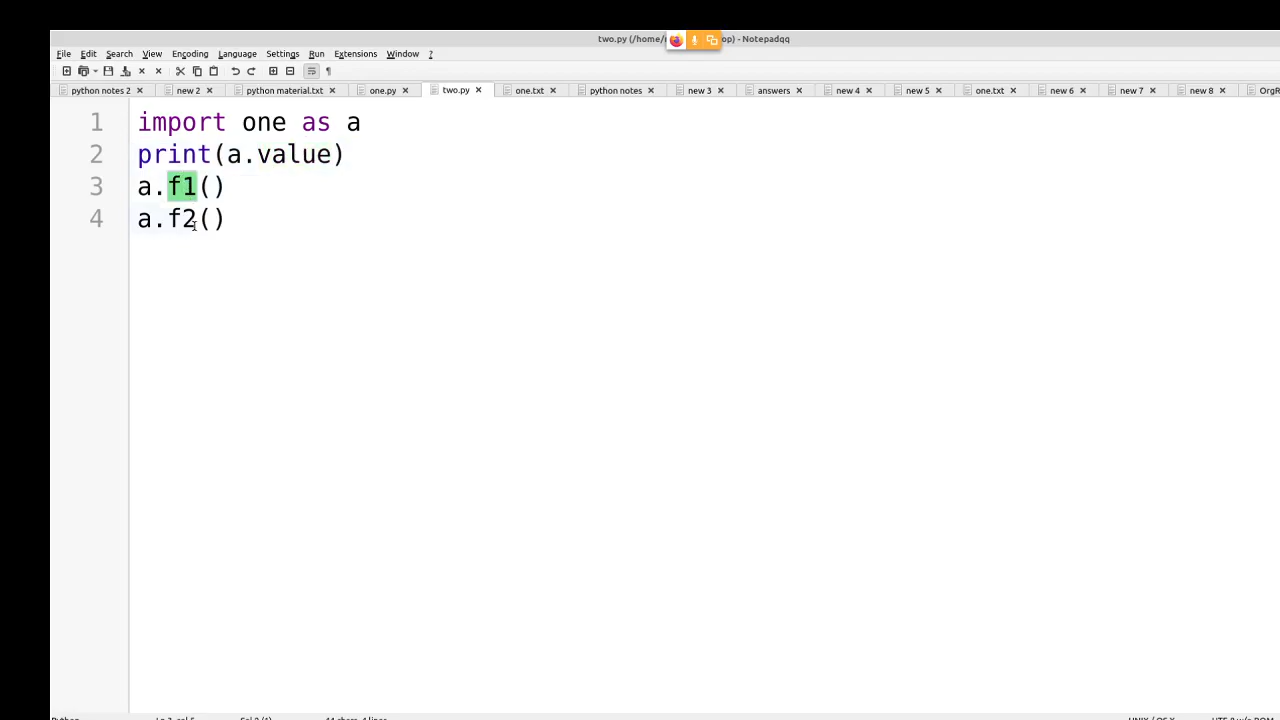 two.py (/home/ op) - Notepadqq
File Edit Search View Encoding Language Settings Run Extensions Window ?
python notes 2 new 2 python material.txt one.py two.py one.txt python notes new 3 answers new 4 new 5 one.txt new 6 new 7 new 8 OrgR
1 import one as a
2 print(a.value)
3 a.f1()
4 a.f2()